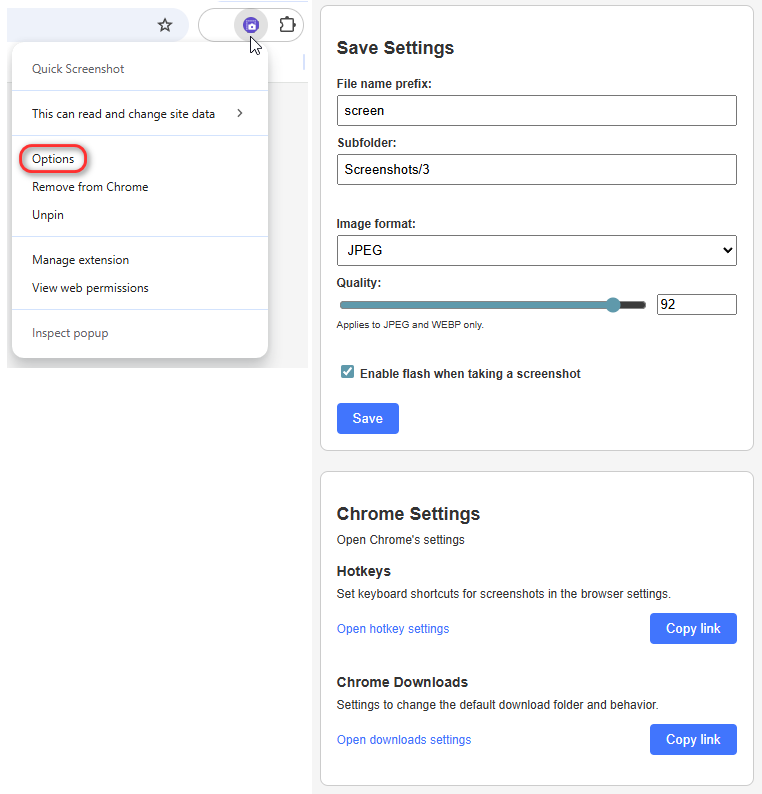 Quick Screenshot
This can read and change site data
Options
Remove from Chrome
Unpin
Manage extension
View web permissions
Inspect popup
Save Settings
File name prefix:
screen
Subfolder:
Screenshots/3
Image format:
JPEG
Quality:
92
Applies to JPEG and WEBP only.
Enable flash when taking a screenshot
Save
Chrome Settings
Open Chrome's settings
Hotkeys
Set keyboard shortcuts for screenshots in the browser settings.
Open hotkey settings
Copy link
Chrome Downloads
Settings to change the default download folder and behavior.
Open downloads settings
Copy link